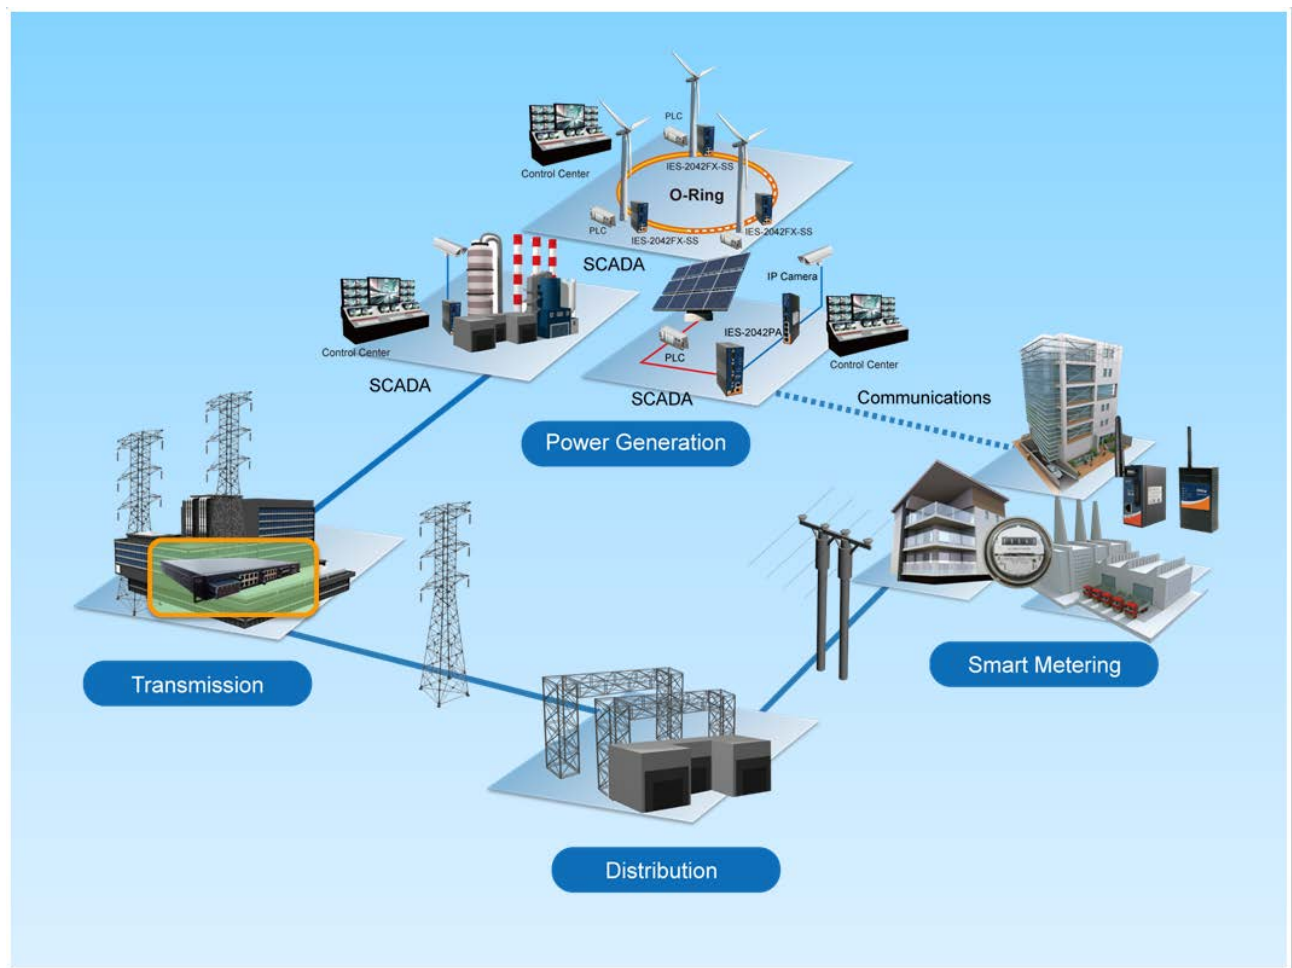 PLC
Control Center
IES-2042FX-SS
O-Ring
PLC
IES-2042FX-SS
IES-2042FX-SS
SCADA
IP Camera
IES-2042PA
Control Center
PLC
Control Center
SCADA
SCADA
Communications
Power Generation
Smart Metering
Transmission
Distribution